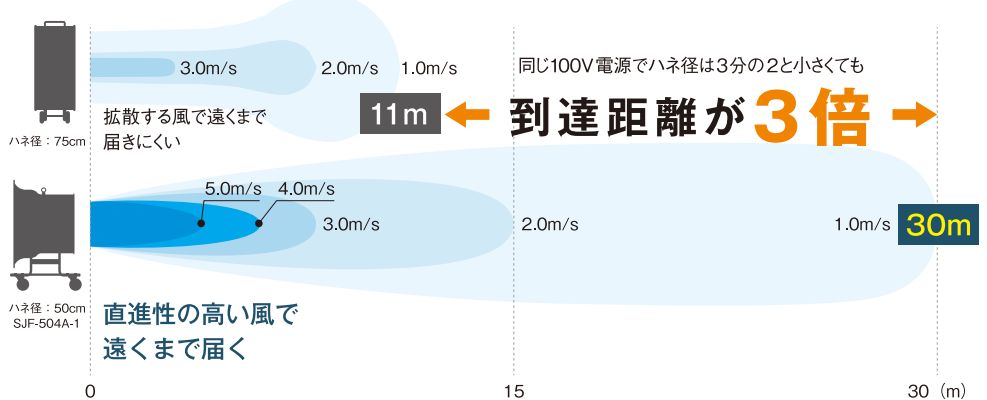 同じ100V電源でハネ径は3分の2と小さくても
3.0m/s
2.0m/s
1.0m/s
11m
到達距離が3倍
拡散する風で遠くまで
届きにくい
ハネ径：75cm
5.0m/s
4.0m/s
3.0m/s
2.0m/s
1.0m/s
30m
ハネ径：50cm
SJF-504A-1
直進性の高い風で
遠くまで届く
0
15
30（m）